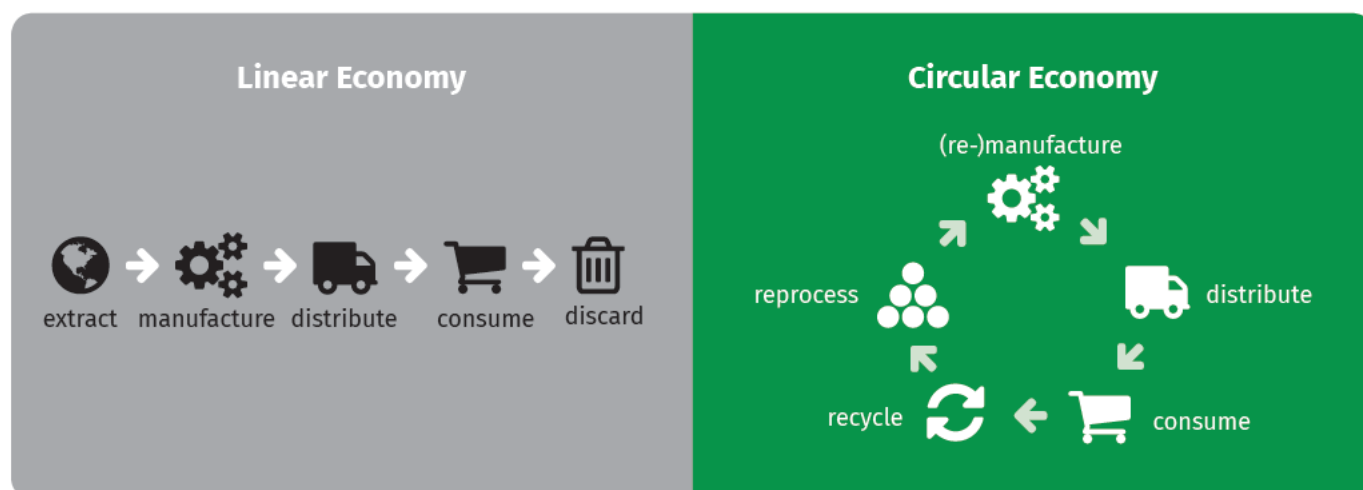 Linear Economy
extract
manufacture
distribute
consume
discard
Circular Economy
(re-)manufacture
distribute
consume
recycle
reprocess